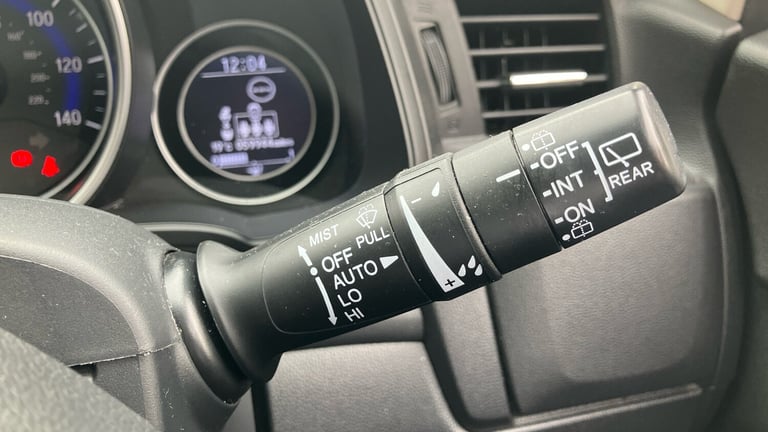 100
120
140
12:04
MIST
PULL
OFF
AUTO
LO
HI
-
+
OFF
INT
ON
REAR